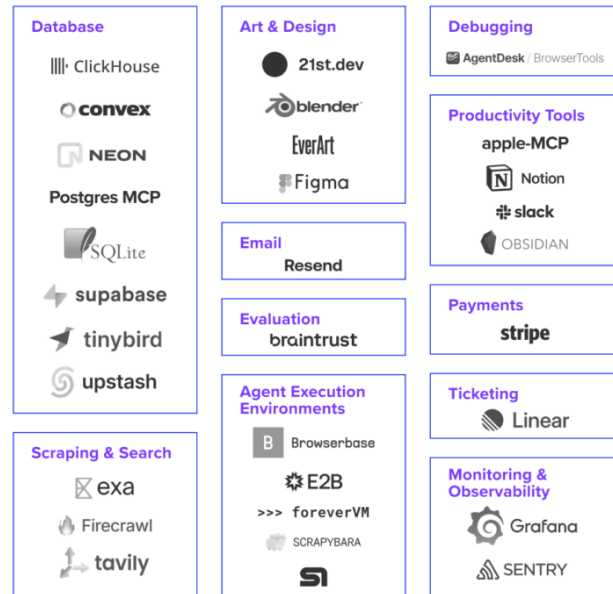 Database
ClickHouse
convex
NEON
Postgres MCP
SQLite
supabase
tinybird
upstash
Scraping & Search
exa
Firecrawl
tavily
Art & Design
21st.dev
blender
EverArt
Figma
Email
Resend
Evaluation
braintrust
Agent Execution
Environments
B Browserbase
E2B
>>> foreverVM
SCRAPYBARA
Debugging
AgentDesk / BrowserTools
Productivity Tools
apple-MCP
N Notion
slack
OBSIDIAN
Payments
stripe
Ticketing
Linear
Monitoring &
Observability
Grafana
SENTRY